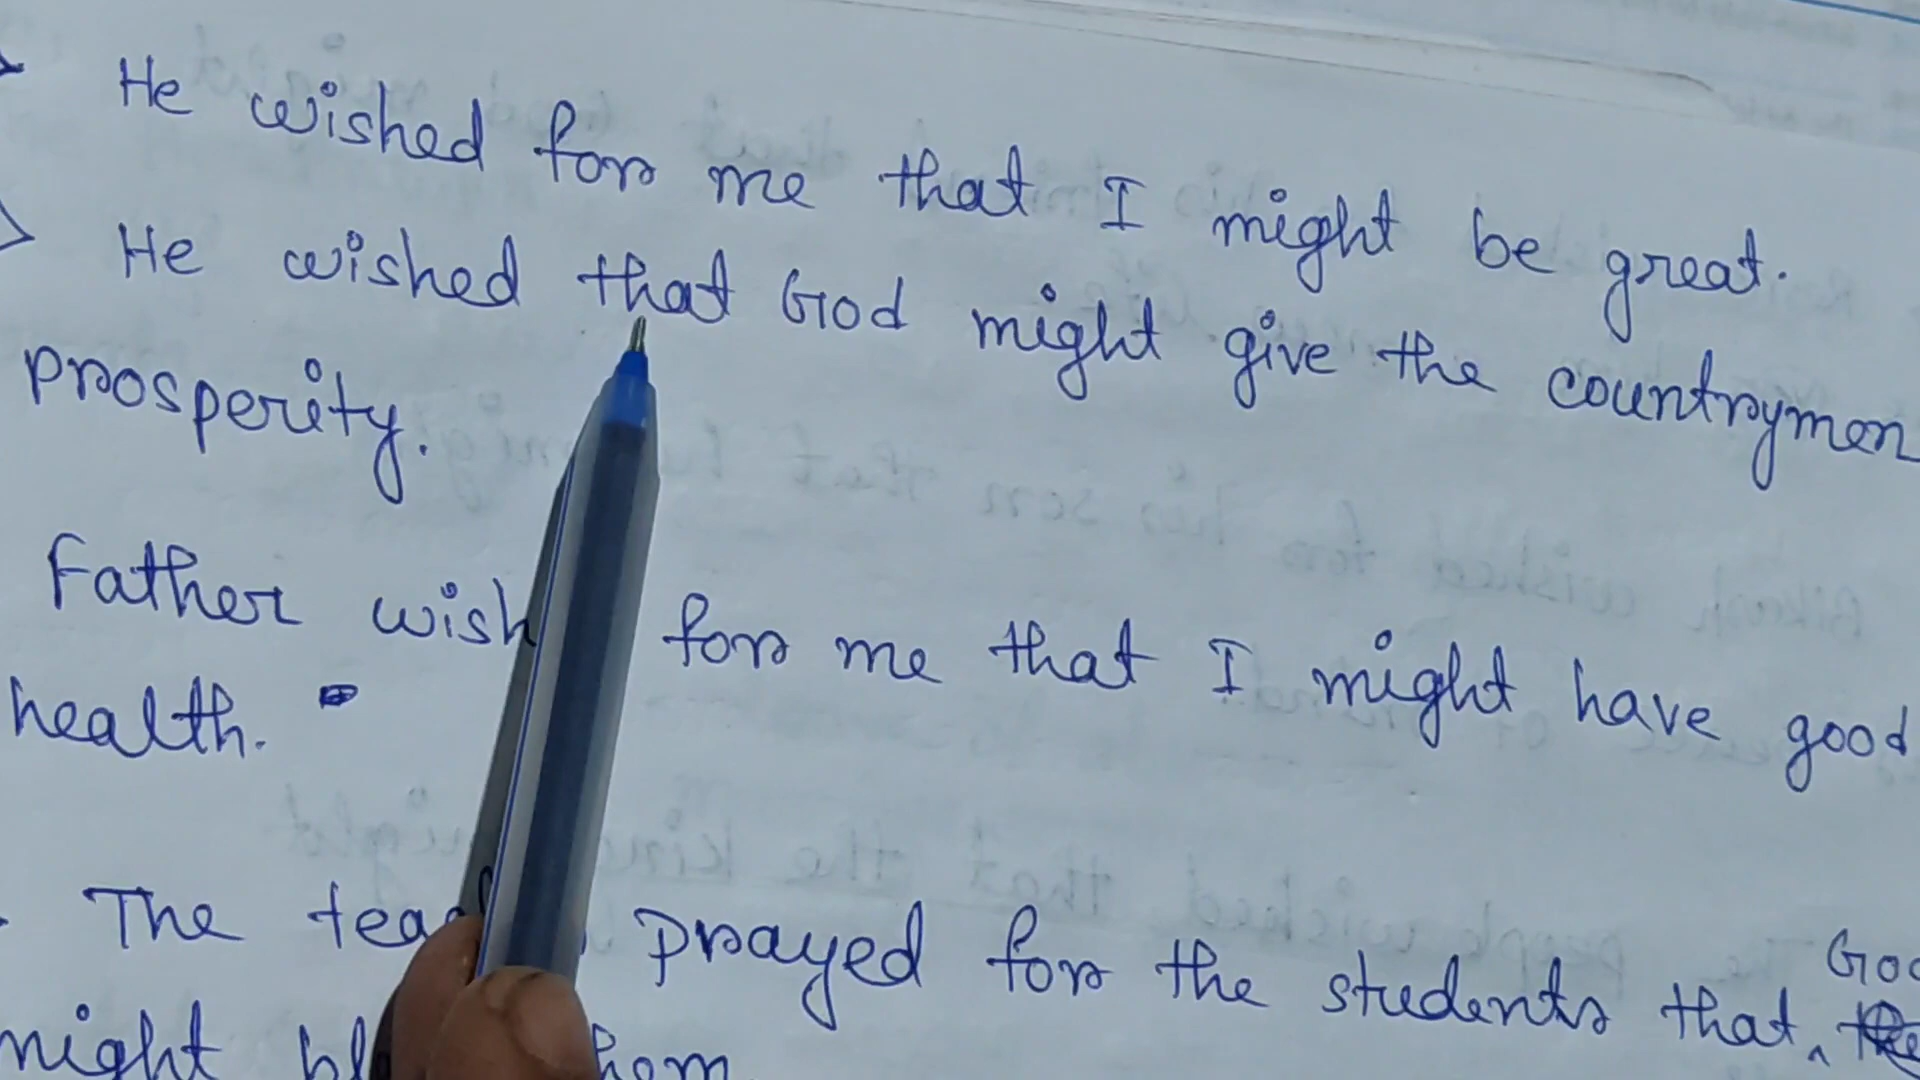 He wished for me that I might be great.
He wished that God might give the countrymen
prosperity.
Father wish for me that I might have good
health.
God
The prayed for the students that
might